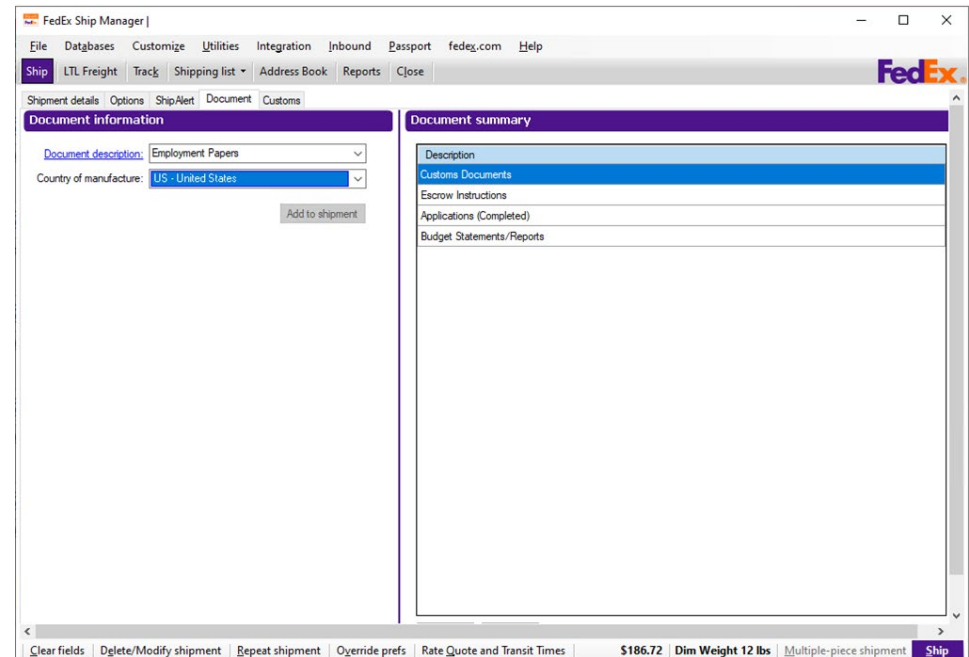 FedEx Ship Manager |
File Databases Customize Utilities Integration Inbound Passport fedex.com Help
Ship LTL Freight Track Shipping list Address Book Reports Close
FedEx.
Shipment details Options ShipAlert Document Customs
Document information
Document description: Employment Papers
Country of manufacture: US - United States
Add to shipment
Document summary
Description
Customs Documents
Escrow Instructions
Applications (Completed)
Budget Statements/Reports
Clear fields Delete/Modify shipment Repeat shipment Override prefs Rate Quote and Transit Times $186.72 Dim Weight 12 lbs Multiple-piece shipment Ship